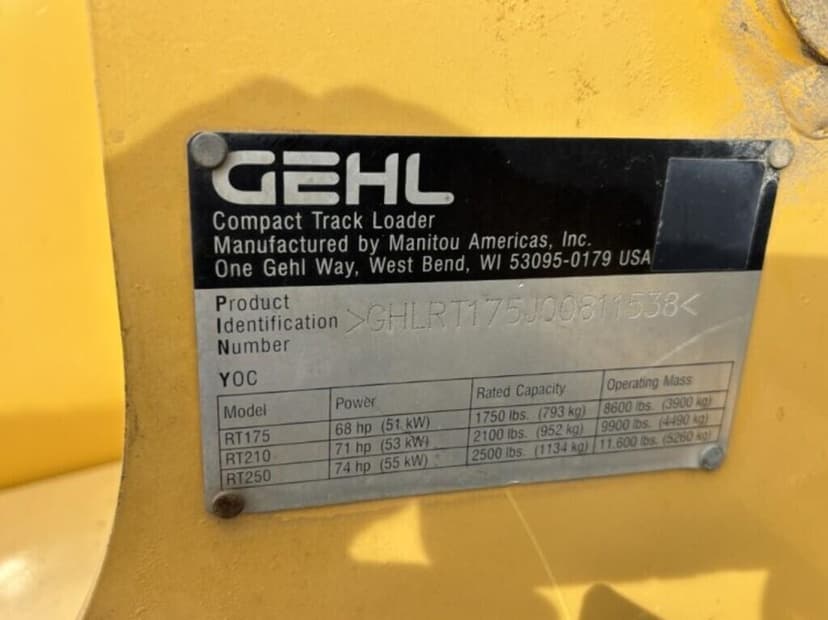 GEHL
Compact Track Loader
Manufactured by Manitou Americas, Inc.
One Gehl Way, West Bend, WI 53095-0179 USA
Product
Identification >GHLRT175J00811538<
Number
YOC
Model Power Rated Capacity Operating Mass
RT175 68 hp (51 kW) 1750 lbs. (793 kg) 8600 lbs. (3900 kg)
RT210 71 hp (53 kW) 2100 lbs. (952 kg) 9900 lbs. (4490 kg)
RT250 74 hp (55 kW) 2500 lbs. (1134 kg) 11.600 lbs. (5260 kg)